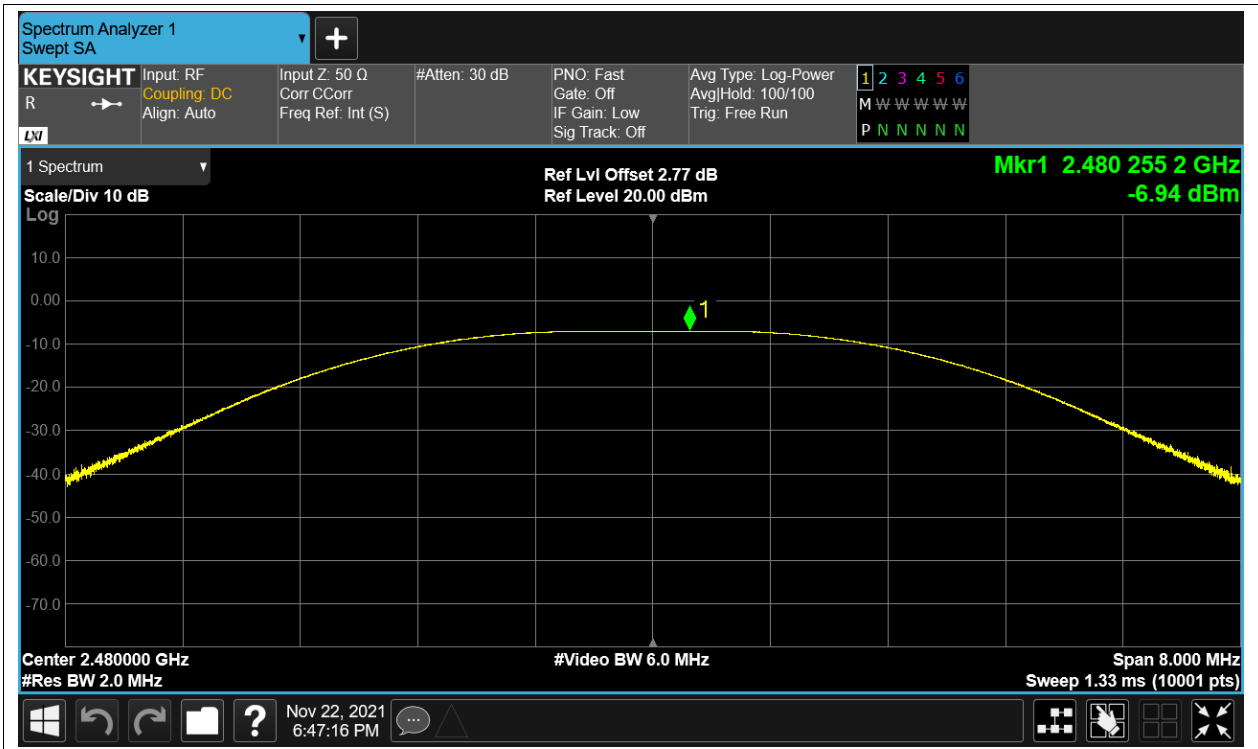 Spectrum Analyzer 1
Swept SA
KEYSIGHT
R
LXI
Input: RF
Coupling: DC
Align: Auto
Input Z: 50 Ω
Corr CCorr
Freq Ref: Int (S)
#Atten: 30 dB
PNO: Fast
Gate: Off
IF Gain: Low
Sig Track: Off
Avg Type: Log-Power
Avg|Hold: 100/100
Trig: Free Run
1 2 3 4 5 6
M W W W W W
P N N N N N
1 Spectrum
Scale/Div 10 dB
Log
Ref Lvl Offset 2.77 dB
Ref Level 20.00 dBm
Mkr1 2.480 255 2 GHz
-6.94 dBm
10.0
0.00
1
-10.0
-20.0
-30.0
-40.0
-50.0
-60.0
-70.0
Center 2.480000 GHz
#Video BW 6.0 MHz
Span 8.000 MHz
#Res BW 2.0 MHz
Sweep 1.33 ms (10001 pts)
?
Nov 22, 2021
6:47:16 PM